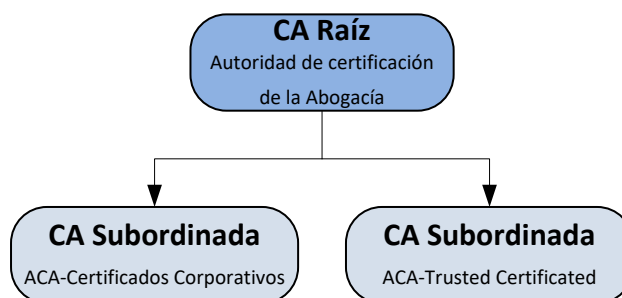 CA Raíz
Autoridad de certificación
de la Abogacía
CA Subordinada
ACA-Certificados Corporativos
CA Subordinada
ACA-Trusted Certificated